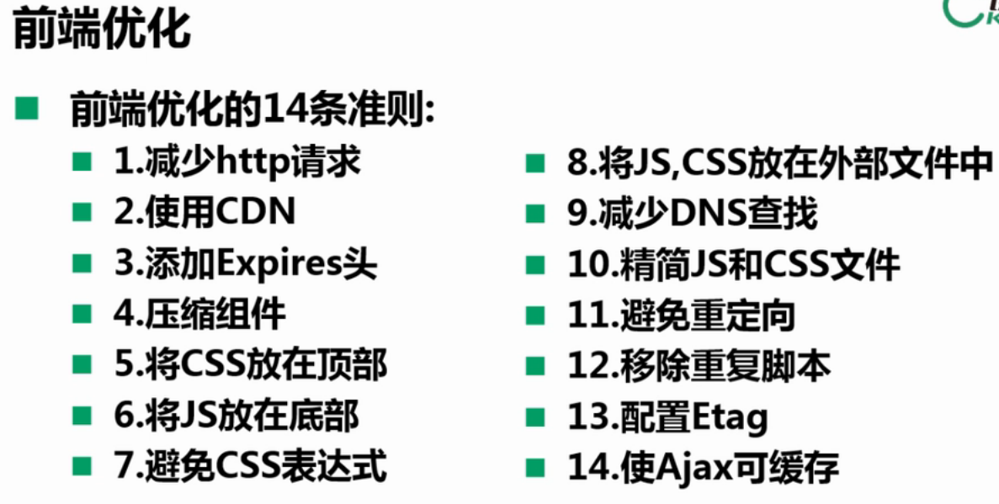 前端优化
前端优化的14条准则:
1.减少http请求
2.使用CDN
3.添加Expires头
4.压缩组件
5.将CSS放在顶部
6.将JS放在底部
7.避免CSS表达式
8.将JS,CSS放在外部文件中
9.减少DNS查找
10.精简JS和CSS文件
11.避免重定向
12.移除重复脚本
13.配置Etag
14.使Ajax可缓存